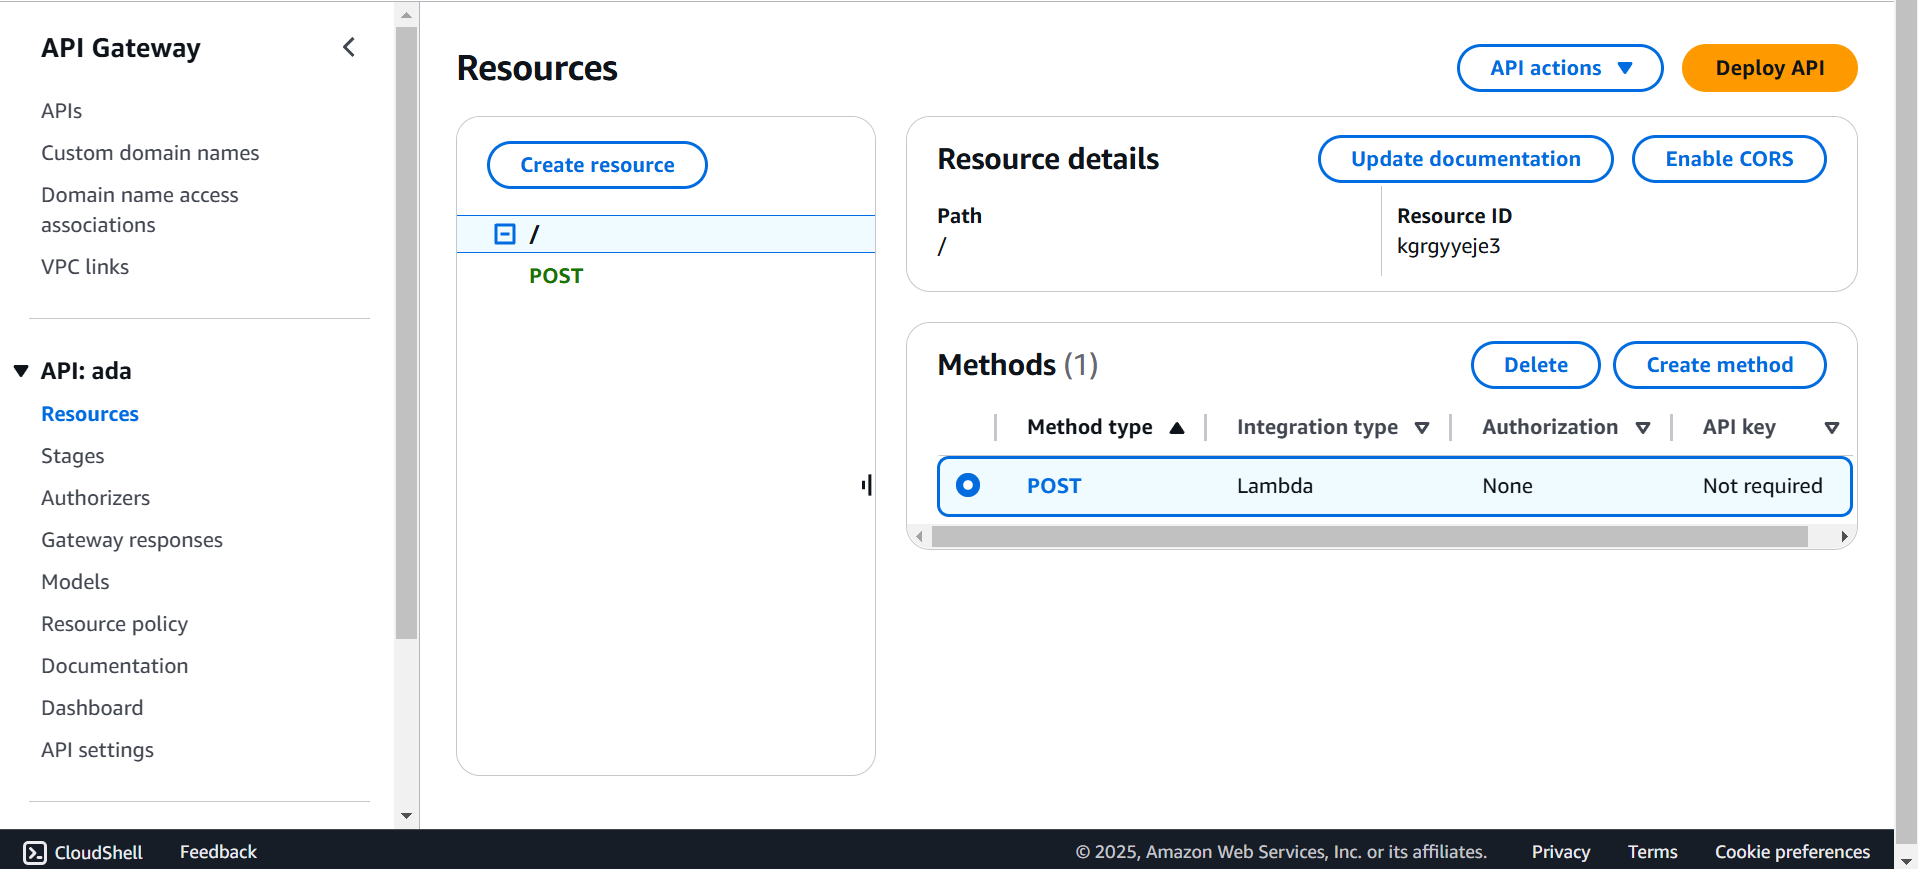 API Gateway
APIs
Custom domain names
Domain name access
associations
VPC links
API: ada
Resources
Stages
Authorizers
Gateway responses
Models
Resource policy
Documentation
Dashboard
API settings
Resources
API actions
Deploy API
Create resource
/
POST
Resource details
Update documentation
Enable CORS
Path
/
Resource ID
kgrgyyeje3
Methods (1)
Delete
Create method
Method type Integration type Authorization API key
POST Lambda None Not required
CloudShell Feedback © 2025, Amazon Web Services, Inc. or its affiliates. Privacy Terms Cookie preferences